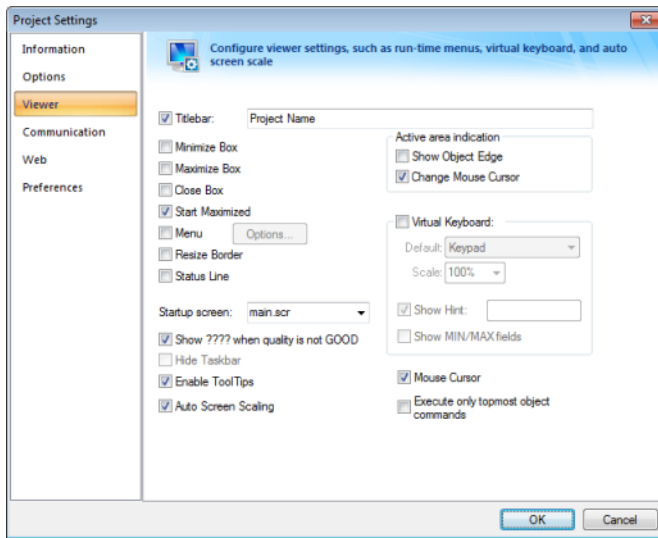 Project Settings
Information
Options
Viewer
Communication
Web
Preferences
Configure viewer settings, such as run-time menus, virtual keyboard, and auto
screen scale
Titlebar:
Project Name
Minimize Box
Maximize Box
Close Box
Start Maximized
Menu
Options...
Resize Border
Status Line
Startup screen:
main.scr
Show ???? when quality is not GOOD
Hide Taskbar
Enable ToolTips
Auto Screen Scaling
Active area indication
Show Object Edge
Change Mouse Cursor
Virtual Keyboard:
Default:
Keypad
Scale:
100%
Show Hint:
Show MIN/MAX fields
Mouse Cursor
Execute only topmost object
commands
OK
Cancel